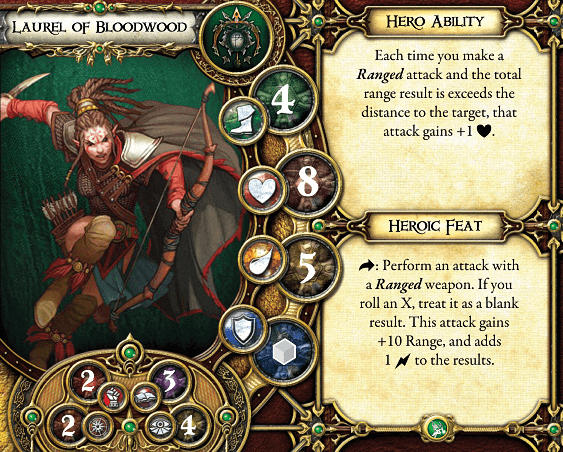 LAUREL OF BLOODWOOD
4
8
5
2
3
2
4
HERO ABILITY
Each time you make a
Ranged attack and the total
range result is exceeds the
distance to the target, that
attack gains +1 ♥.
HEROIC FEAT
: Perform an attack with
a Ranged weapon. If you
roll an X, treat it as a blank
result. This attack gains
+10 Range, and adds
1 to the results.